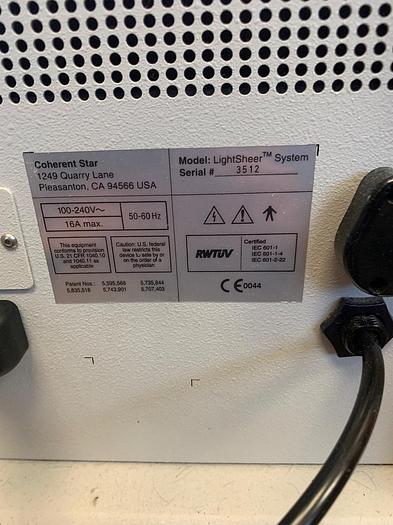 Coherent Star
1249 Quarry Lane
Pleasanton, CA 94566 USA
Model: LightSheer™ System
Serial # 3512
100-240V~
16A max.
50-60 Hz
This equipment
conforms to provision
U.S. 21 CFR 1040.10
and 1040.11 as
applicable
Caution: U.S. federal
law restricts this
device to sale by or
on the order of a
physician.
Patent Nos.: 5,595,568 5,735,844
5,835,518 5,743,901 5,707,403
RWTÜV
Certified
IEC 601-1
IEC 601-1-4
IEC 601-2-22
CE 0044